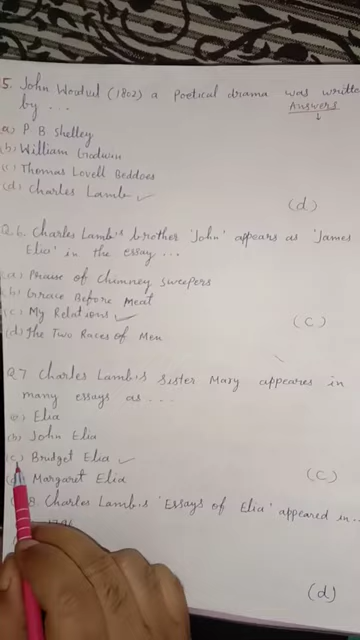 5. John Woodvil (1802) a Poetical drama was written
by ...
Answers
a) P B Shelley
(b) William Godwin
(c) Thomas Lovell Beddoes
(d) Charles Lamb ✓
(d)
Q.6. Charles Lamb's brother 'John' appears as 'James
Elia' in the essay ...
(a) Praise of Chimney Sweepers
(b) Grace Before Meat
(c) My Relations ✓
(C)
(d) The Two Races of Men
Q7 Charles Lamb's Sister Mary appeares in
many essays as ...
(a) Elia
(b) John Elia
(c) Bridget Elia ✓
(C)
Margaret Elia
8. Charles Lamb's 'Essays of Elia' appeared in...
(d)